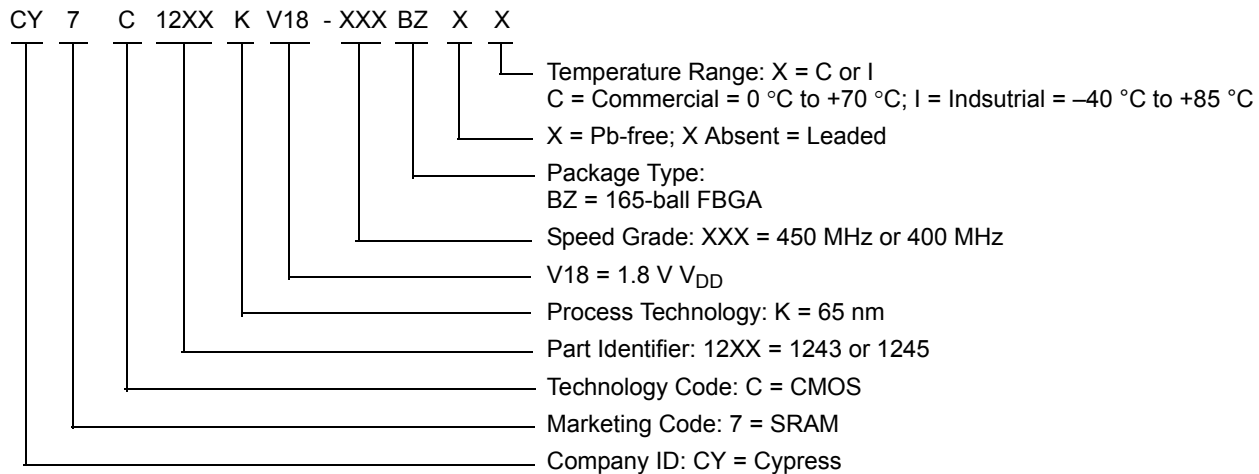 CY 7 C 12XX K V18 - XXX BZ X X
Temperature Range: X = C or I
C = Commercial = 0 °C to +70 °C; I = Indsutrial = –40 °C to +85 °C
X = Pb-free; X Absent = Leaded
Package Type:
BZ = 165-ball FBGA
Speed Grade: XXX = 450 MHz or 400 MHz
V18 = 1.8 V VDD
Process Technology: K = 65 nm
Part Identifier: 12XX = 1243 or 1245
Technology Code: C = CMOS
Marketing Code: 7 = SRAM
Company ID: CY = Cypress